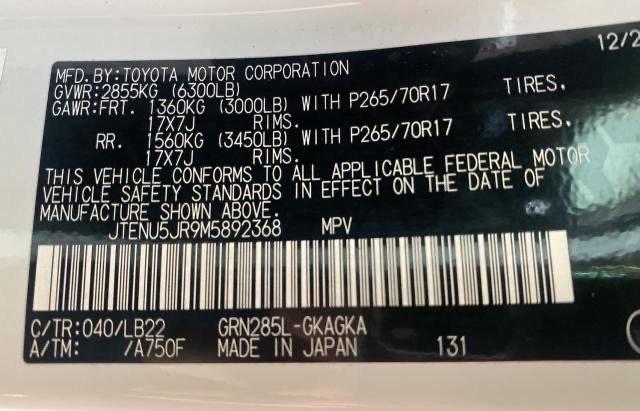 12/2
MFD.BY:TOYOTA MOTOR CORPORATION
GVWR:2855KG (6300LB)
GAWR:FRT. 1360KG (3000LB) WITH P265/70R17 TIRES,
17X7J RIMS.
RR. 1560KG (3450LB) WITH P265/70R17 TIRES,
17X7J RIMS.
THIS VEHICLE CONFORMS TO ALL APPLICABLE FEDERAL MOTOR
VEHICLE SAFETY STANDARDS IN EFFECT ON THE DATE OF
MANUFACTURE SHOWN ABOVE.
JTENU5JR9M5892368 MPV
C/TR:040/LB22 GRN285L-GKAGKA
A/TM: /A750F MADE IN JAPAN 131